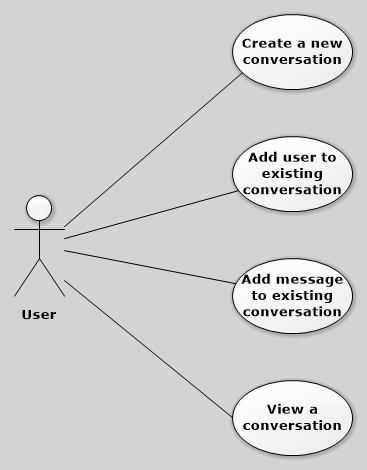 Create a new
conversation
Add user to
existing
conversation
User
Add message
to existing
conversation
View a
conversation